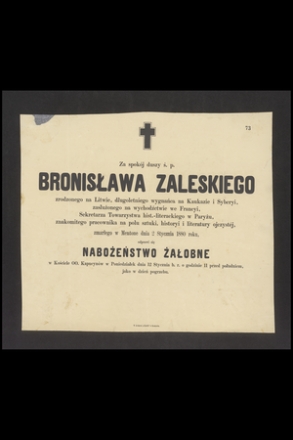 73
Za spokój duszy ś. p.
BRONISŁAWA ZALESKIEGO
urodzonego na Litwie, długoletniego wygnańca na Kaukazie i Syberyi,
zasłużonego na wychodźtwie we Francyi,
Sekretarza Towarzystwa hist.-literackiego w Paryżu,
znakomitego pracownika na polu sztuki, historyi i literatury ojczystej,
zmarłego w Mentone dnia 2 Stycznia 1880 roku,
odprawi się
NABOŻEŃSTWO ŻAŁOBNE
w Kościele OO. Kapucynów w Poniedziałek dnia 12 Stycznia b. r. o godzinie 11 przed południem,
jako w dzień pogrzebu.